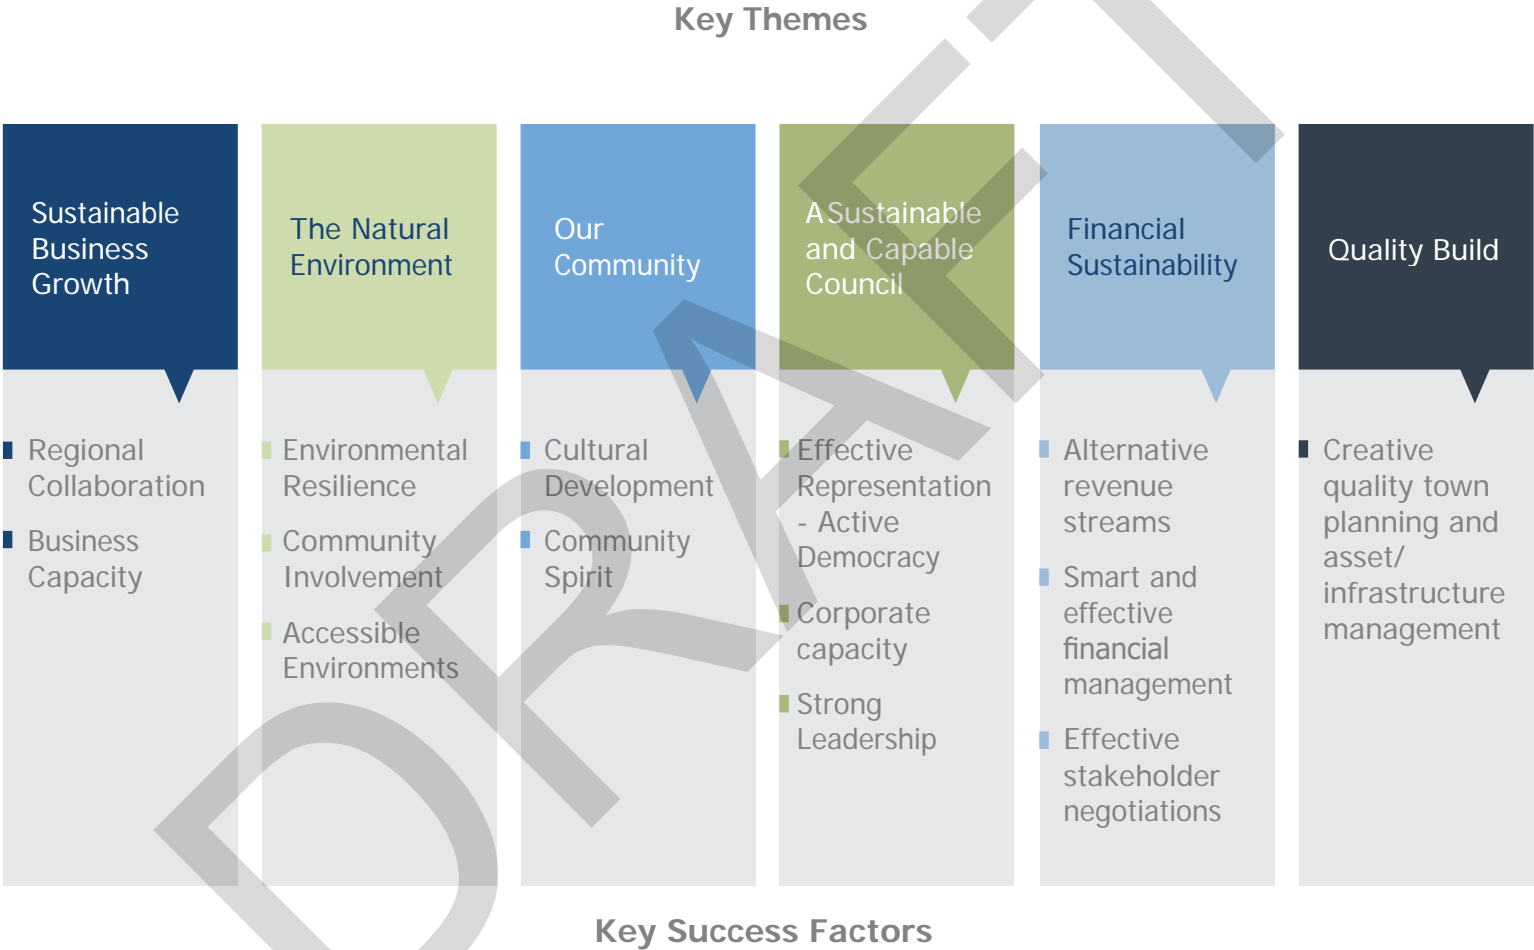 Key Themes
Sustainable
Business
Growth
The Natural
Environment
Our
Community
A Sustainable
and Capable
Council
Financial
Sustainability
Quality Build
Regional
Collaboration
Business
Capacity
Environmental
Resilience
Community
Involvement
Accessible
Environments
Cultural
Development
Community
Spirit
Effective
Representation
- Active
Democracy
Corporate
capacity
Strong
Leadership
Alternative
revenue
streams
Smart and
effective
financial
management
Effective
stakeholder
negotiations
Creative
quality town
planning and
asset/
infrastructure
management
Key Success Factors
DRAFT